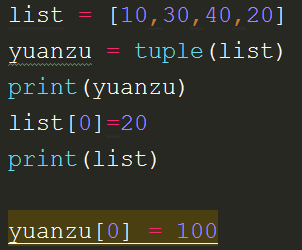 list = [10,30,40,20]
yuanzu = tuple(list)
print(yuanzu)
list[0]=20
print(list)
yuanzu[0] = 100